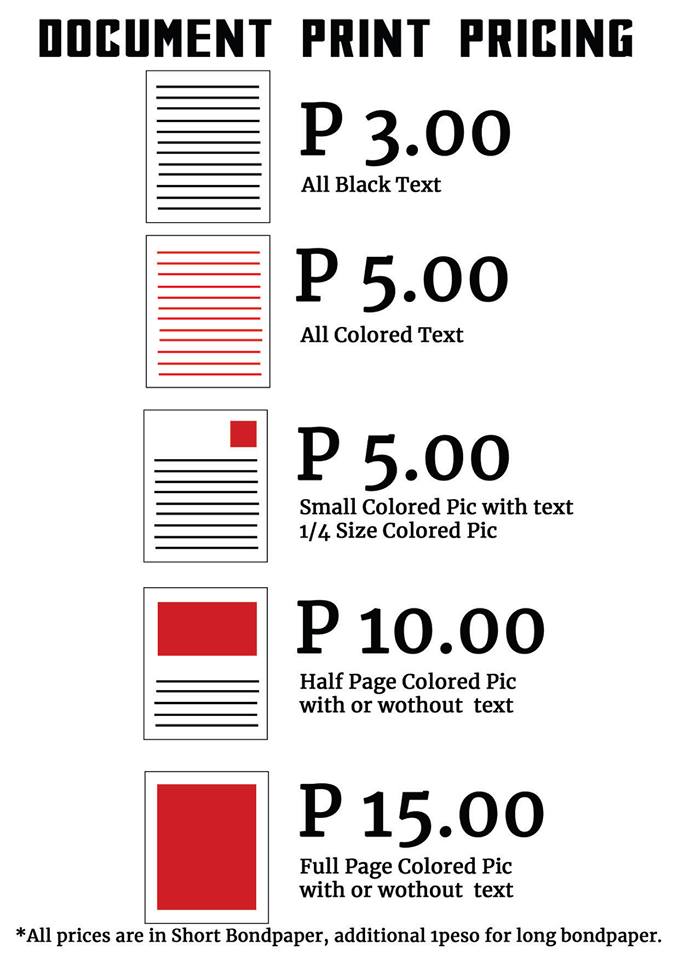 DOCUMENT PRINT PRICING
P 3.00
All Black Text
P 5.00
All Colored Text
P 5.00
Small Colored Pic with text
1/4 Size Colored Pic
P 10.00
Half Page Colored Pic
with or wothout text
P 15.00
Full Page Colored Pic
with or wothout text
*All prices are in Short Bondpaper, additional 1peso for long bondpaper.